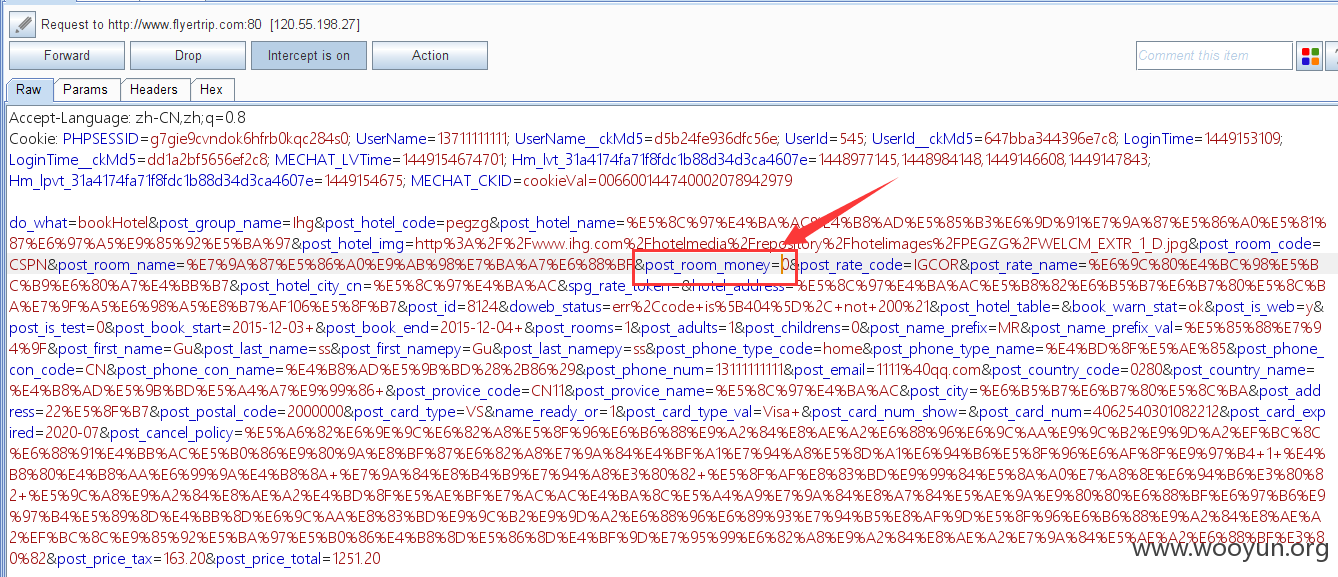 Request to http://www.flyertrip.com:80 [120.55.198.27]
Forward Drop Intercept is on Action Comment this item ?
Raw Params Headers Hex
Accept-Language: zh-CN,zh;q=0.8
Cookie: PHPSESSID=g7gie9cvndok6hfrb0kqc284s0; UserName=13711111111; UserName__ckMd5=d5b24fe936dfc56e; UserId=545; UserId__ckMd5=647bba344396e7c8; LoginTime=1449153109;
LoginTime__ckMd5=dd1a2bf5656ef2c8; MECHAT_LVTime=1449154674701; Hm_lvt_31a4174fa71f8fdc1b88d34d3ca4607e=1448977145,1448984148,1449146608,1449147843;
Hm_lpvt_31a4174fa71f8fdc1b88d34d3ca4607e=1449154675; MECHAT_CKID=cookieVal=006600144740002078942979
do_what=bookHotel&post_group_name=Ihg&post_hotel_code=pegzg&post_hotel_name=%E5%8C%97%E4%BA%AC%E4%B8%AD%E5%85%B3%E6%9D%91%E7%9A%87%E5%86%A0%E5%81%
87%E6%97%A5%E9%85%92%E5%BA%97&post_hotel_img=http%3A%2F%2Fwww.ihg.com%2Fhotelmedia%2Frepository%2Fhotelimages%2FPEGZG%2FWELCM_EXTR_1_D.jpg&post_room_code=
CSPN&post_room_name=%E7%9A%87%E5%86%A0%E9%AB%98%E7%BA%A7%E6%88%BF&post_room_money=0&post_rate_code=IGCOR&post_rate_name=%E6%9C%80%E4%BC%98%E5%B
C%B9%E6%80%A7%E4%BB%B7&post_hotel_city_cn=%E5%8C%97%E4%BA%AC&spg_rate_token=&hotel_address=%E5%8C%97%E4%BA%AC%E5%B8%82%E6%B5%B7%E6%B7%80%E5%8C%B
A%E7%9F%A5%E6%98%A5%E8%B7%AF106%E5%8F%B7&post_id=8124&doweb_status=err%2Ccode+is%5B404%5D%2C+not+200%21&post_hotel_table=&book_warn_stat=ok&post_is_web=y&
post_is_test=0&post_book_start=2015-12-03+&post_book_end=2015-12-04+&post_rooms=1&post_adults=1&post_childrens=0&post_name_prefix=MR&post_name_prefix_val=%E5%85%88%E7%94
%9F&post_first_name=Gu&post_last_name=ss&post_first_namepy=Gu&post_last_namepy=ss&post_phone_type_code=home&post_phone_type_name=%E4%BD%8F%E5%AE%85&post_phone_
con_code=CN&post_phone_con_name=%E4%B8%AD%E5%9B%BD%28%2B86%29&post_phone_num=13111111111&post_email=1111%40qq.com&post_country_code=0280&post_country_name=
%E4%B8%AD%E5%9B%BD%E5%A4%A7%E9%99%86+&post_provice_code=CN11&post_provice_name=%E5%8C%97%E4%BA%AC&post_city=%E6%B5%B7%E6%B7%80%E5%8C%BA&post_add
ress=22%E5%8F%B7&post_postal_code=2000000&post_card_type=VS&name_ready_or=1&post_card_type_val=Visa+&post_card_num_show=&post_card_num=4062540301082212&post_card_exp
ired=2020-07&post_cancel_policy=%E5%A6%82%E6%9E%9C%E6%82%A8%E5%8F%96%E6%B6%88%E9%A2%84%E8%AE%A2%E6%88%96%E6%9C%AA%E9%9C%B2%E9%9D%A2%EF%BC%8C
%E6%88%91%E4%BB%AC%E5%B0%86%E9%80%9A%E8%BF%87%E6%82%A8%E7%9A%84%E4%BF%A1%E7%94%A8%E5%8D%A1%E6%94%B6%E5%8F%96%E6%AF%8F%E9%97%B4+1+%E4%
B8%80%E4%B8%AA%E6%99%9A%E4%B8%8A+%E7%9A%84%E8%B4%B9%E7%94%A8%E3%80%82+%E5%8F%AF%E8%83%BD%E9%99%84%E5%8A%A0%E7%A8%8E%E6%94%B6%E3%80%8
2+%E5%9C%A8%E9%A2%84%E8%AE%A2%E4%BD%8F%E5%AE%BF%E7%AC%AC%E4%BA%8C%E5%A4%A9%E7%9A%84%E8%A7%84%E5%AE%9A%E9%80%80%E6%88%BF%E6%97%B6%E9
%97%B4%E5%89%8D%E4%BB%8D%E6%9C%AA%E8%83%BD%E9%9C%B2%E9%9D%A2%E6%88%96%E9%93%7%94%B5%E8%AF%9D%E5%8F%96%E6%B6%88%E9%A2%84%E8%AE%A
2%EF%BC%8C%E9%85%92%E5%BA%97%E5%B0%86%E4%B8%8D%E4%BF%9D%E7%95%99%E6%82%A8%E9%A2%84%E8%AE%A2%E7%9A%84%E5%AE%A2%E6%88%BF%E3%8
0%82&post_price_tax=163.20&post_price_total=1251.20
www.wooyun.org